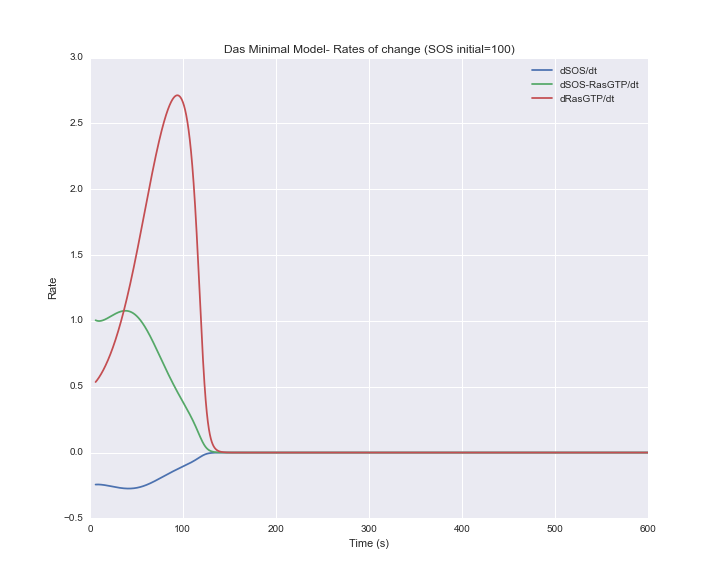 Das Minimal Model- Rates of change (SOS initial=100)
3.0
2.5
2.0
1.5
1.0
0.5
0.0
−0.5
Rate
dSOS/dt
dSOS-RasGTP/dt
dRasGTP/dt
0 100 200 300 400 500 600
Time (s)